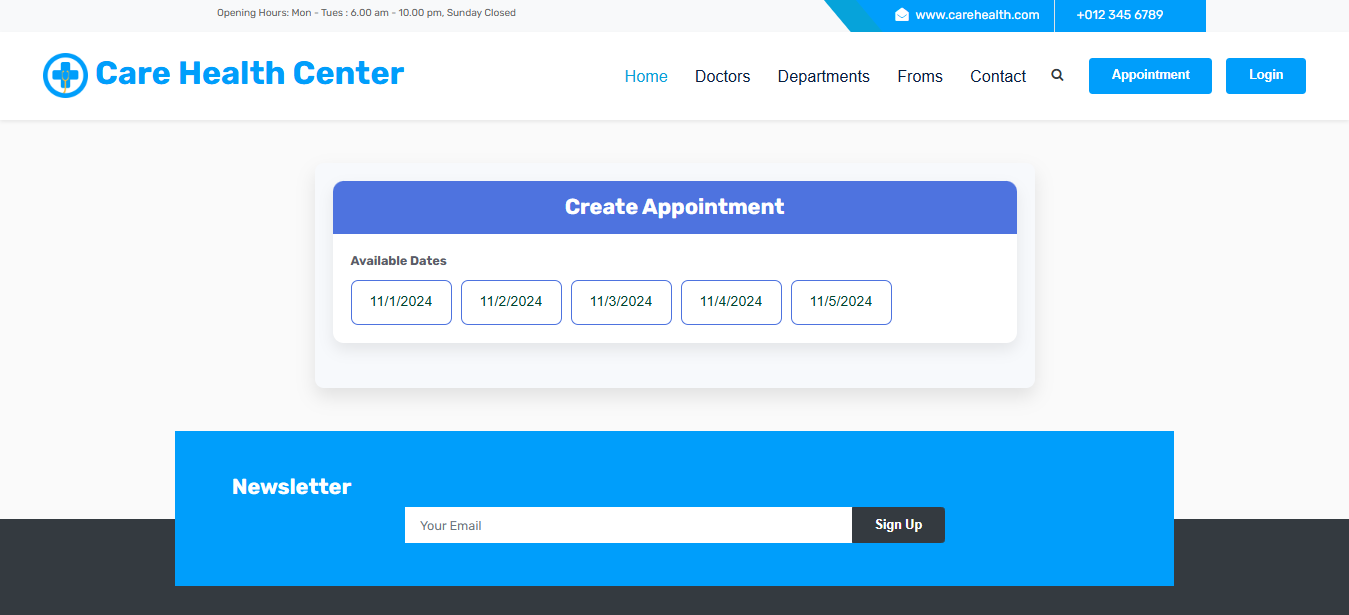 Opening Hours: Mon - Tues : 6.00 am - 10.00 pm, Sunday Closed
www.carehealth.com
+012 345 6789
Care Health Center
Home Doctors Departments Froms Contact Appointment Login
Create Appointment
Available Dates
11/1/2024 11/2/2024 11/3/2024 11/4/2024 11/5/2024
Newsletter
Your Email Sign Up